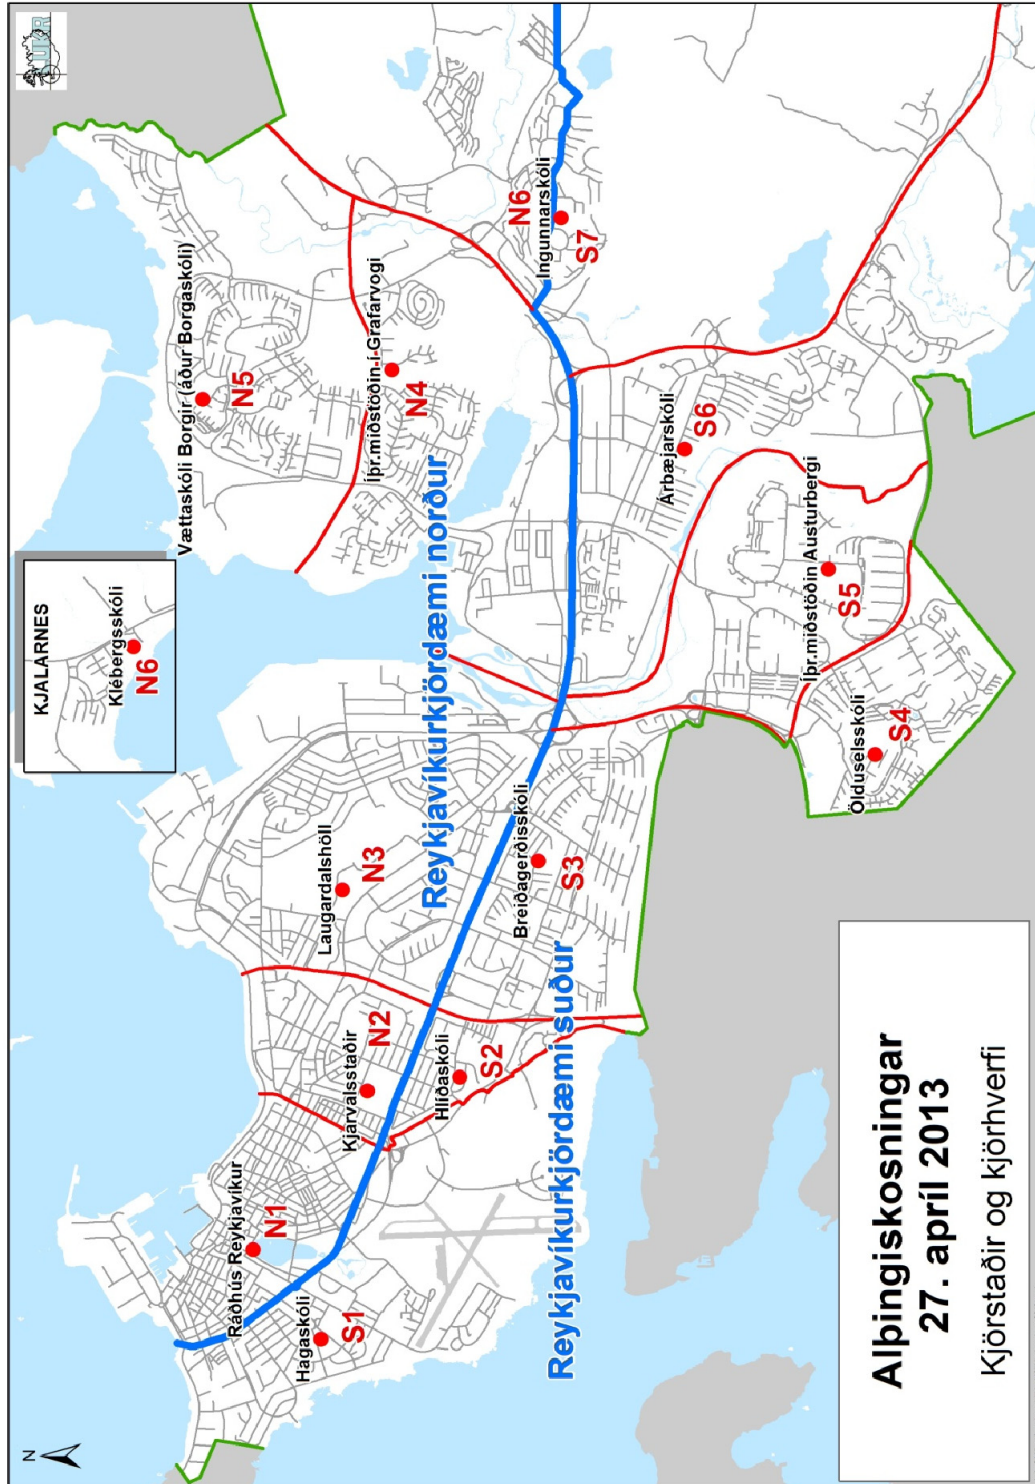 N
KJALARNES
Klébergsskóli
N6
Vættaskóli Borgir (áður Borgaskóli)
N5
Íþr.miðstöðin í Grafarvogi
N4
Ráðhús Reykjavíkur
N1
Hagaskóli
S1
Laugardalshöll
N3
Kjarvalsstaðir
N2
Hlíðaskóli
S2
Reykjavíkurkjördæmi norður
N6
Ingunnarskóli
S7
Breiðagerðisskóli
S3
Reykjavíkurkjördæmi suður
Árbæjarskóli
S6
Íþr.miðstöðin Austurbergi
S5
Ölduselsskóli
S4
Alþingiskosningar
27. apríl 2013
Kjörstaðir og kjörhverfi
LUKR